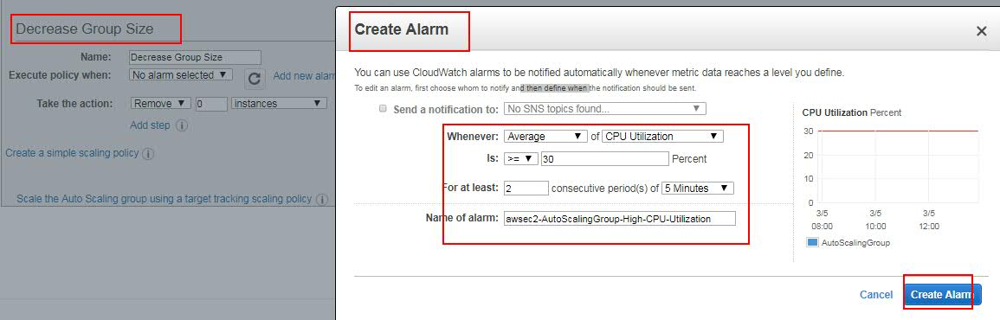 Decrease Group Size
Name: Decrease Group Size
Execute policy when: No alarm selected Add new alar
Take the action: Remove 0 instances
Add step
Create a simple scaling policy
Scale the Auto Scaling group using a target tracking scaling policy
Create Alarm
You can use CloudWatch alarms to be notified automatically whenever metric data reaches a level you define.
To edit an alarm, first choose whom to notify and then define when the notification should be sent.
Send a notification to: No SNS topics found...
Whenever: Average of CPU Utilization
Is: >= 30 Percent
For at least: 2 consecutive period(s) of 5 Minutes
Name of alarm: awsec2-AutoScalingGroup-High-CPU-Utilization
CPU Utilization Percent
30
20
10
0
3/5 3/5 3/5
08:00 10:00 12:00
AutoScalingGroup
Cancel Create Alarm